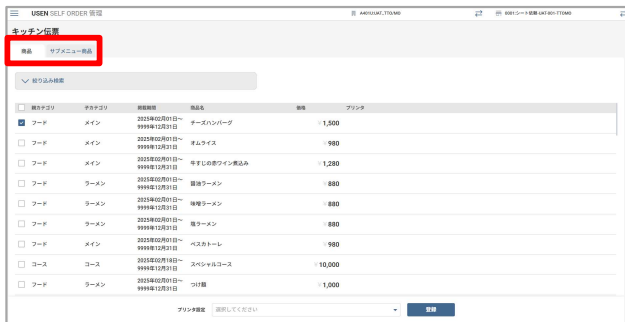 USEN SELF ORDER 管理
A401UUAT_TTO/MO
0001:シート依頼-UAT-001-TTOMO
キッチン伝票
商品 サブメニュー商品
絞り込み検索
親カテゴリ 子カテゴリ 掲載期間 商品名 価格 プリンタ
フード メイン 2025年02月01日~ 9999年12月31日 チーズハンバーグ ¥1,500
フード メイン 2025年02月01日~ 9999年12月31日 オムライス ¥980
フード メイン 2025年02月01日~ 9999年12月31日 牛すじの赤ワイン煮込み ¥1,280
フード ラーメン 2025年02月01日~ 9999年12月31日 醤油ラーメン ¥880
フード ラーメン 2025年02月01日~ 9999年12月31日 味噌ラーメン ¥880
フード ラーメン 2025年02月01日~ 9999年12月31日 塩ラーメン ¥880
フード メイン 2025年02月01日~ 9999年12月31日 ペスカトーレ ¥980
コース コース 2025年02月18日~ 9999年12月31日 スペシャルコース ¥10,000
フード ラーメン 2025年02月01日~ 9999年12月31日 つけ麺 ¥1,000
プリンタ設定 選択してください 登録